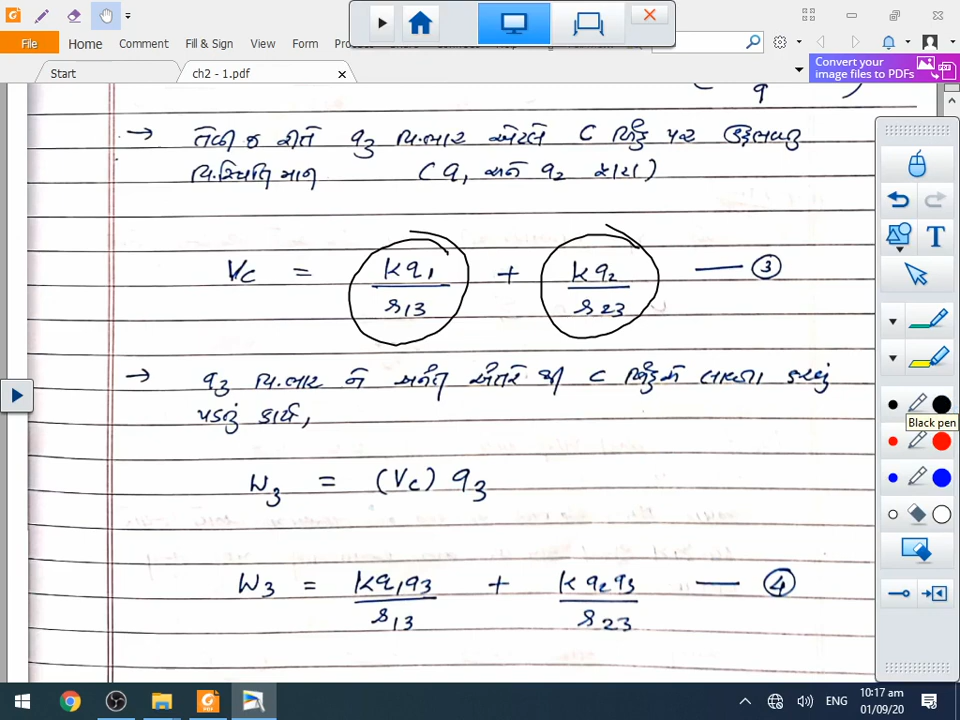 File Home Comment Fill & Sign View Form
Convert your image files to PDFs
Start ch2 - 1.pdf
q
→ તેવી જ રીતે q3 વિ.ભાર એટલે C બિંદુ પર ઉદ્ભવતું
વિ.સ્થિતિ માન (q1 અને q2 દ્વારા)
Vc = kq1/r13 + kq2/r23 —— ③
→ q3 વિ.ભાર ને અનંત અંતરે થી C બિંદુએ લાવવા કરવું
પડતું કાર્ય,
Black pen
W3 = (Vc) q3
W3 = kq1q3/r13 + kq2q3/r23 —— ④
ENG 10:17 am
01/09/20